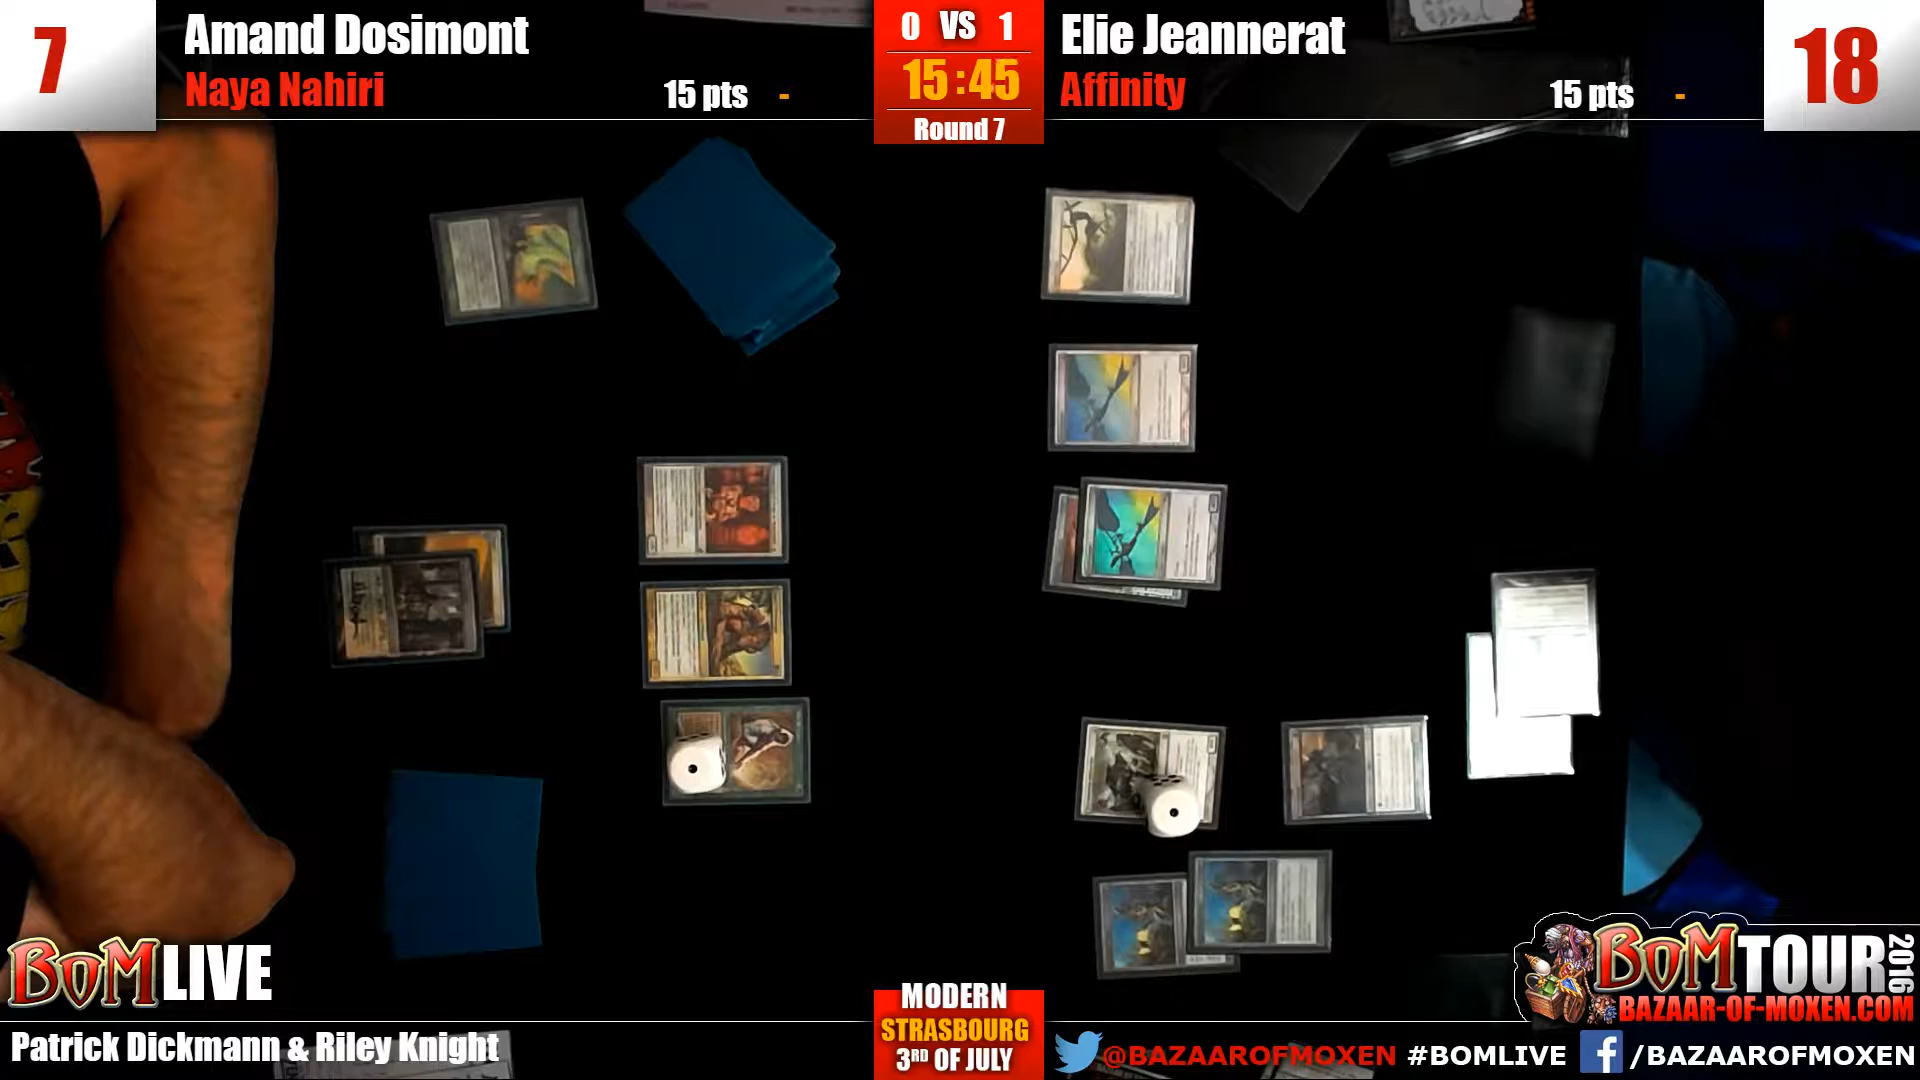 7
Amand Dosimont
Naya Nahiri
15 pts -
0 VS 1
15:45
Round 7
Elie Jeannerat
Affinity
15 pts -
18
BOM LIVE
Patrick Dickmann & Riley Knight
MODERN
STRASBOURG
3RD OF JULY
BOM TOUR 2016
BAZAAR-OF-MOXEN.COM
@BAZAAROFMOXEN #BOMLIVE f /BAZAAROFMOXEN